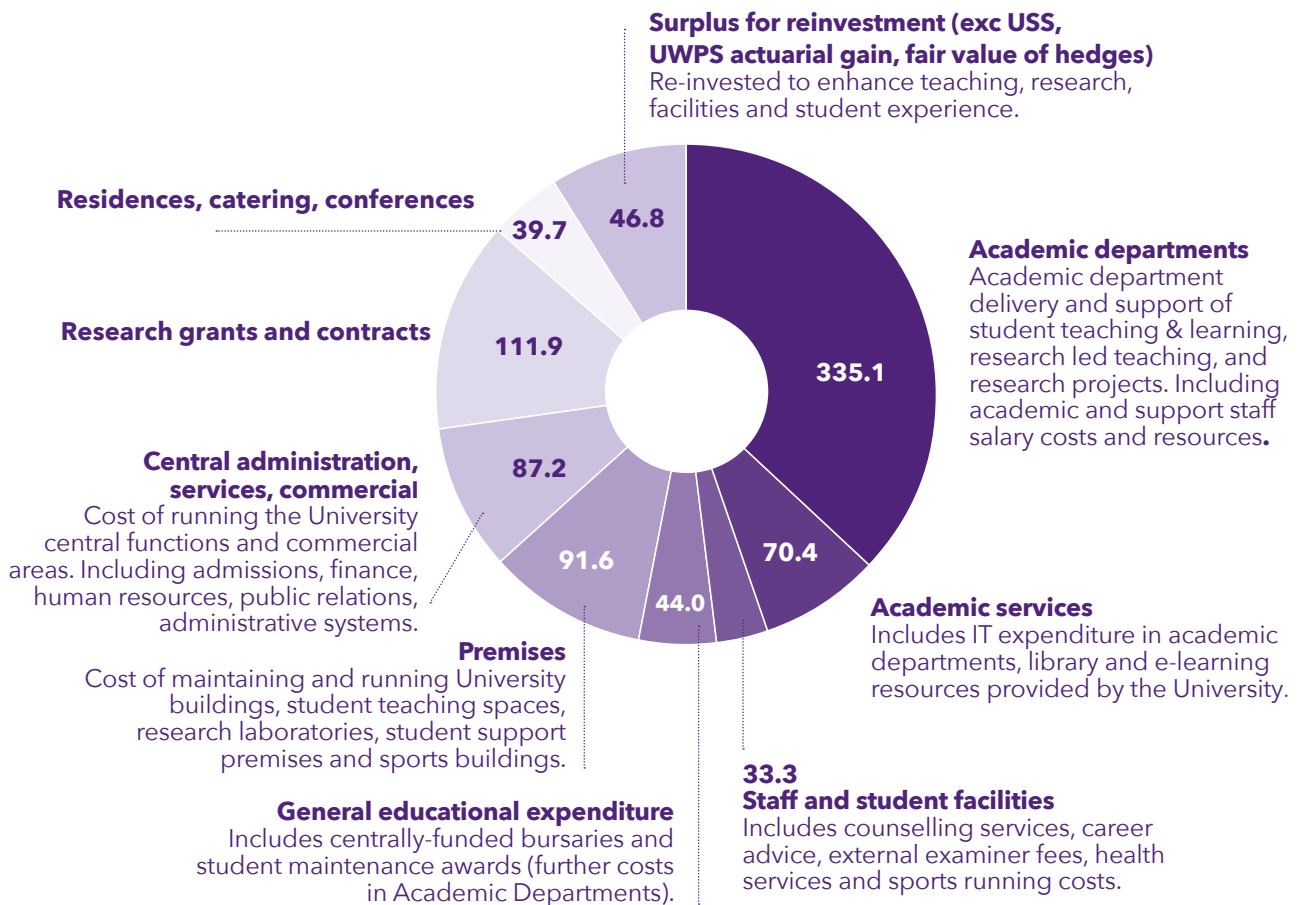 Surplus for reinvestment (exc USS,
UWPS actuarial gain, fair value of hedges)
Re-invested to enhance teaching, research,
facilities and student experience.
Residences, catering, conferences
39.7
46.8
Academic departments
Academic department
delivery and support of
student teaching & learning,
research led teaching, and
research projects. Including
academic and support staff
salary costs and resources.
335.1
Research grants and contracts
111.9
Central administration,
services, commercial
Cost of running the University
central functions and commercial
areas. Including admissions, finance,
human resources, public relations,
administrative systems.
87.2
91.6
44.0
70.4
Academic services
Includes IT expenditure in academic
departments, library and e-learning
resources provided by the University.
Premises
Cost of maintaining and running University
buildings, student teaching spaces,
research laboratories, student support
premises and sports buildings.
33.3
Staff and student facilities
Includes counselling services, career
advice, external examiner fees, health
services and sports running costs.
General educational expenditure
Includes centrally-funded bursaries and
student maintenance awards (further costs
in Academic Departments).